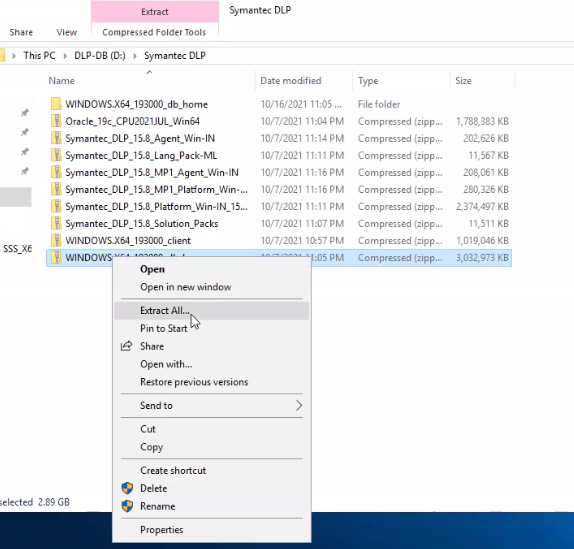 Extract
Symantec DLP
Share
View
Compressed Folder Tools
This PC > DLP-DB (D:) > Symantec DLP
Name
Date modified
Type
Size
WINDOWS.X64_193000_db_home 10/16/2021 11:05 ... File folder
Oracle_19c_CPU2021JUL_Win64 10/7/2021 11:04 PM Compressed (zipp... 1,788,383 KB
Symantec_DLP_15.8_Agent_Win-IN 10/7/2021 11:14 PM Compressed (zipp... 202,626 KB
Symantec_DLP_15.8_Lang_Pack-ML 10/7/2021 11:11 PM Compressed (zipp... 11,567 KB
Symantec_DLP_15.8_MP1_Agent_Win-IN 10/7/2021 11:16 PM Compressed (zipp... 208,061 KB
Symantec_DLP_15.8_MP1_Platform_Win-... 10/7/2021 11:16 PM Compressed (zipp... 280,326 KB
Symantec_DLP_15.8_Platform_Win-IN_15... 10/7/2021 11:11 PM Compressed (zipp... 2,374,497 KB
Symantec_DLP_15.8_Solution_Packs 10/7/2021 11:07 PM Compressed (zipp... 11,511 KB
SSS_X6
WINDOWS.X64_193000_client 10/7/2021 10:57 PM Compressed (zipp... 1,019,046 KB
10/7/2021 11:05 PM Compressed (zipp... 3,032,973 KB
Open
Open in new window
Extract All...
Pin to Start
Share
Open with...
Restore previous versions
Send to
Cut
Copy
Create shortcut
Delete
Rename
Properties
selected 2.89 GB